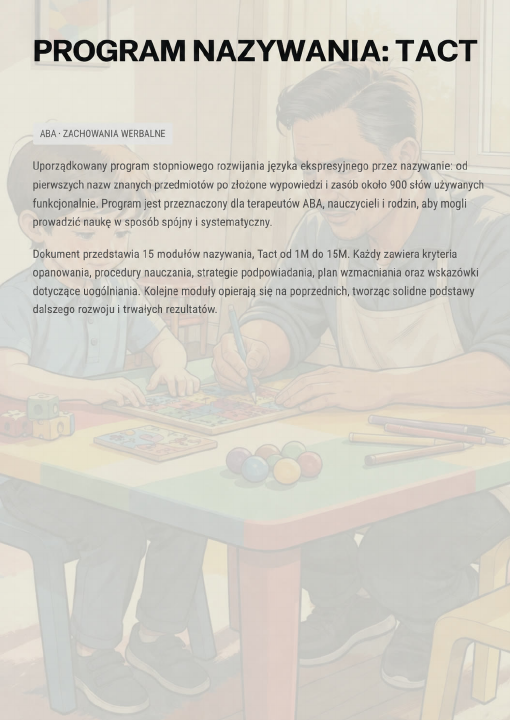 PROGRAM NAZYWANIA: TACT
ABA · ZACHOWANIA WERBALNE
Uporządkowany program stopniowego rozwijania języka ekspresyjnego przez nazywanie: od
pierwszych nazw znanych przedmiotów po złożone wypowiedzi i zasób około 900 słów używanych
funkcjonalnie. Program jest przeznaczony dla terapeutów ABA, nauczycieli i rodzin, aby mogli
prowadzić naukę w sposób spójny i systematyczny.
Dokument przedstawia 15 modułów nazywania, Tact od 1M do 15M. Każdy zawiera kryteria
opanowania, procedury nauczania, strategie podpowiadania, plan wzmacniania oraz wskazówki
dotyczące uogólniania. Kolejne moduły opierają się na poprzednich, tworząc solidne podstawy
dalszego rozwoju i trwałych rezultatów.